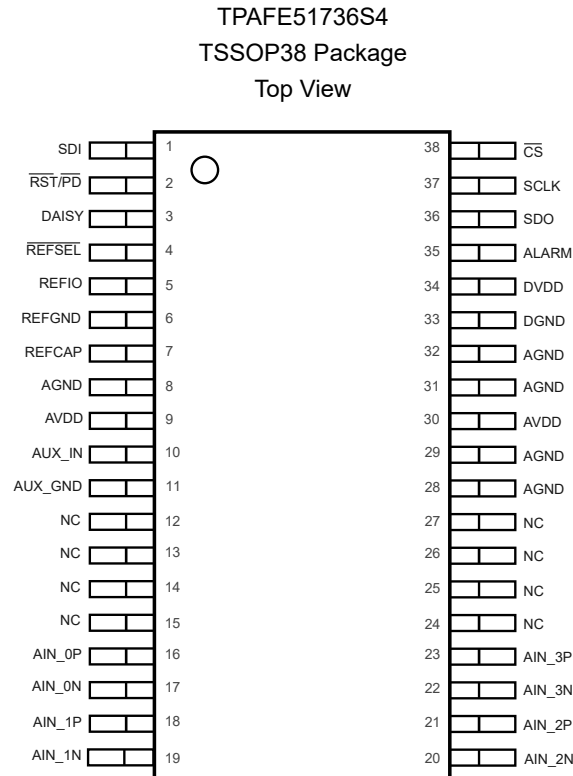 TPAFE51736S4
TSSOP38 Package
Top View
SDI 1 38 CS
RST/PD 2 37 SCLK
DAISY 3 36 SDO
REFSEL 4 35 ALARM
REFIO 5 34 DVDD
REFGND 6 33 DGND
REFCAP 7 32 AGND
AGND 8 31 AGND
AVDD 9 30 AVDD
AUX_IN 10 29 AGND
AUX_GND 11 28 AGND
NC 12 27 NC
NC 13 26 NC
NC 14 25 NC
NC 15 24 NC
AIN_0P 16 23 AIN_3P
AIN_0N 17 22 AIN_3N
AIN_1P 18 21 AIN_2P
AIN_1N 19 20 AIN_2N